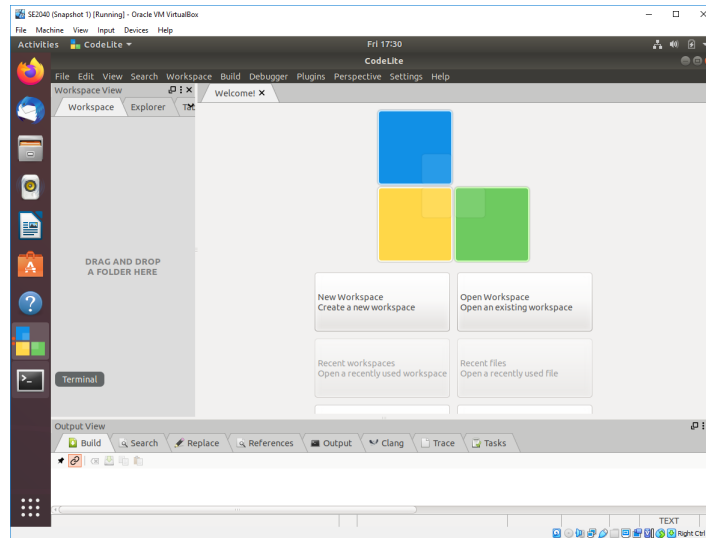 SE2040 (Snapshot 1) [Running] - Oracle VM VirtualBox
File Machine View Input Devices Help
Activities CodeLite Fri 17:30
CodeLite
File Edit View Search Workspace Build Debugger Plugins Perspective Settings Help
Workspace View
Welcome!
Workspace Explorer
DRAG AND DROP
A FOLDER HERE
New Workspace
Create a new workspace
Open Workspace
Open an existing workspace
Recent workspaces
Open a recently used workspace
Recent files
Open a recently used file
Terminal
Output View
Build Search Replace References Output Clang Trace Tasks
TEXT
Right Ctrl